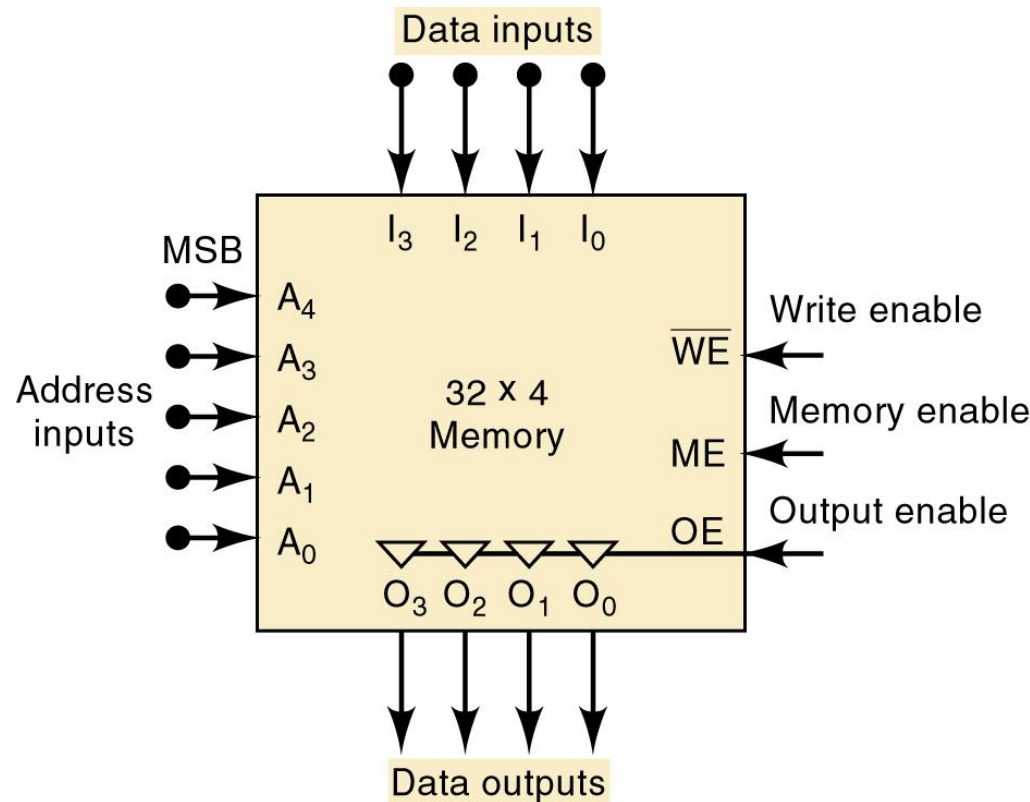 Data inputs
I₃ I₂ I₁ I₀
MSB
A₄
A₃
A₂
A₁
A₀
Address
inputs
32 x 4
Memory
Write enable
W̅E̅
Memory enable
ME
Output enable
OE
O₃ O₂ O₁ O₀
Data outputs